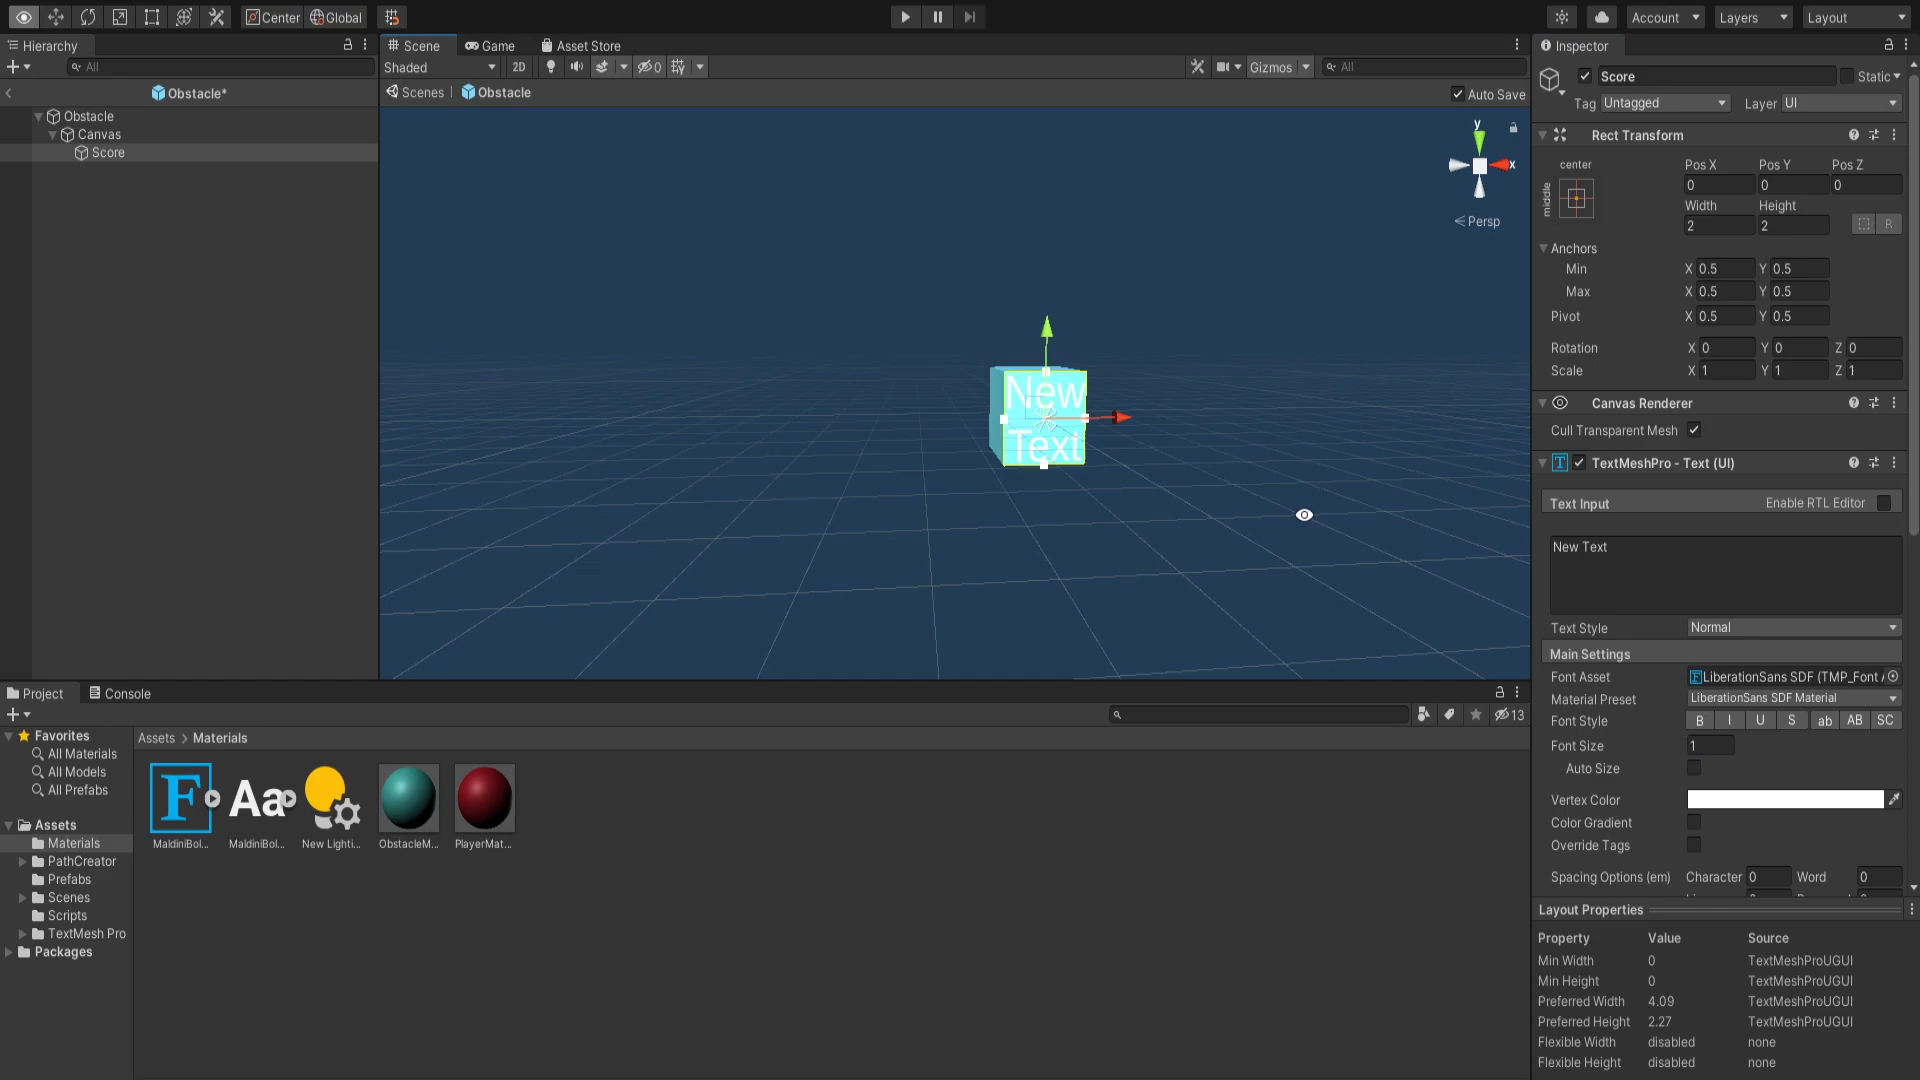 Center
Global
Account
Layers
Layout
Hierarchy
All
Obstacle*
Obstacle
Canvas
Score
Scene
Game
Asset Store
Shaded
2D
0
Gizmos
All
Scenes
Obstacle
Auto Save
y
x
Persp
New
Text
Inspector
Score
Static
Tag
Untagged
Layer
UI
Rect Transform
center
middle
Pos X
Pos Y
Pos Z
0
0
0
Width
Height
2
2
R
Anchors
Min
X 0.5
Y 0.5
Max
X 0.5
Y 0.5
Pivot
X 0.5
Y 0.5
Rotation
X 0
Y 0
Z 0
Scale
X 1
Y 1
Z 1
Canvas Renderer
Cull Transparent Mesh
TextMeshPro - Text (UI)
Text Input
Enable RTL Editor
New Text
Text Style
Normal
Main Settings
Font Asset
LiberationSans SDF (TMP_Font
Material Preset
LiberationSans SDF Material
Font Style
B
I
U
S
ab
AB
SC
Font Size
1
Auto Size
Vertex Color
Color Gradient
Override Tags
Spacing Options (em)
Character
0
Word
0
Layout Properties
Property
Value
Source
Min Width
0
TextMeshProUGUI
Min Height
0
TextMeshProUGUI
Preferred Width
4.09
TextMeshProUGUI
Preferred Height
2.27
TextMeshProUGUI
Flexible Width
disabled
none
Flexible Height
disabled
none
Project
Console
13
Favorites
All Materials
All Models
All Prefabs
Assets
Materials
PathCreator
Prefabs
Scenes
Scripts
TextMesh Pro
Packages
Assets > Materials
F
Aa
MaldiniBol...
MaldiniBol...
New Lighti...
ObstacleM...
PlayerMat...